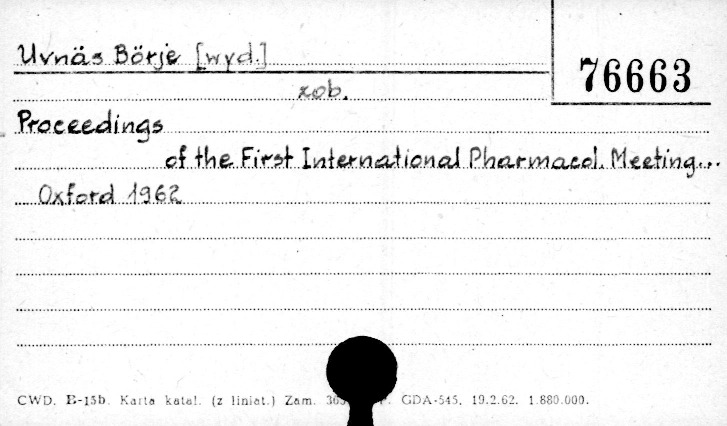 Uvnäs Börje [wyd.]
76663
zob.
Proceedings
of the First International Pharmacol. Meeting...
Oxford 1962
CWD. B-15b. Karta katal. (z liniat.) Zam. GDA-545. 19.2.62. 1.880.000.